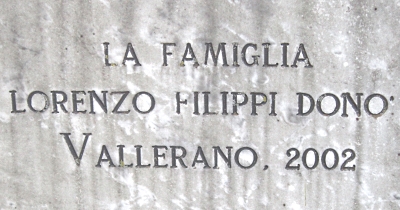 LA FAMIGLIA
LORENZO FILIPPI DONO:
VALLERANO, 2002